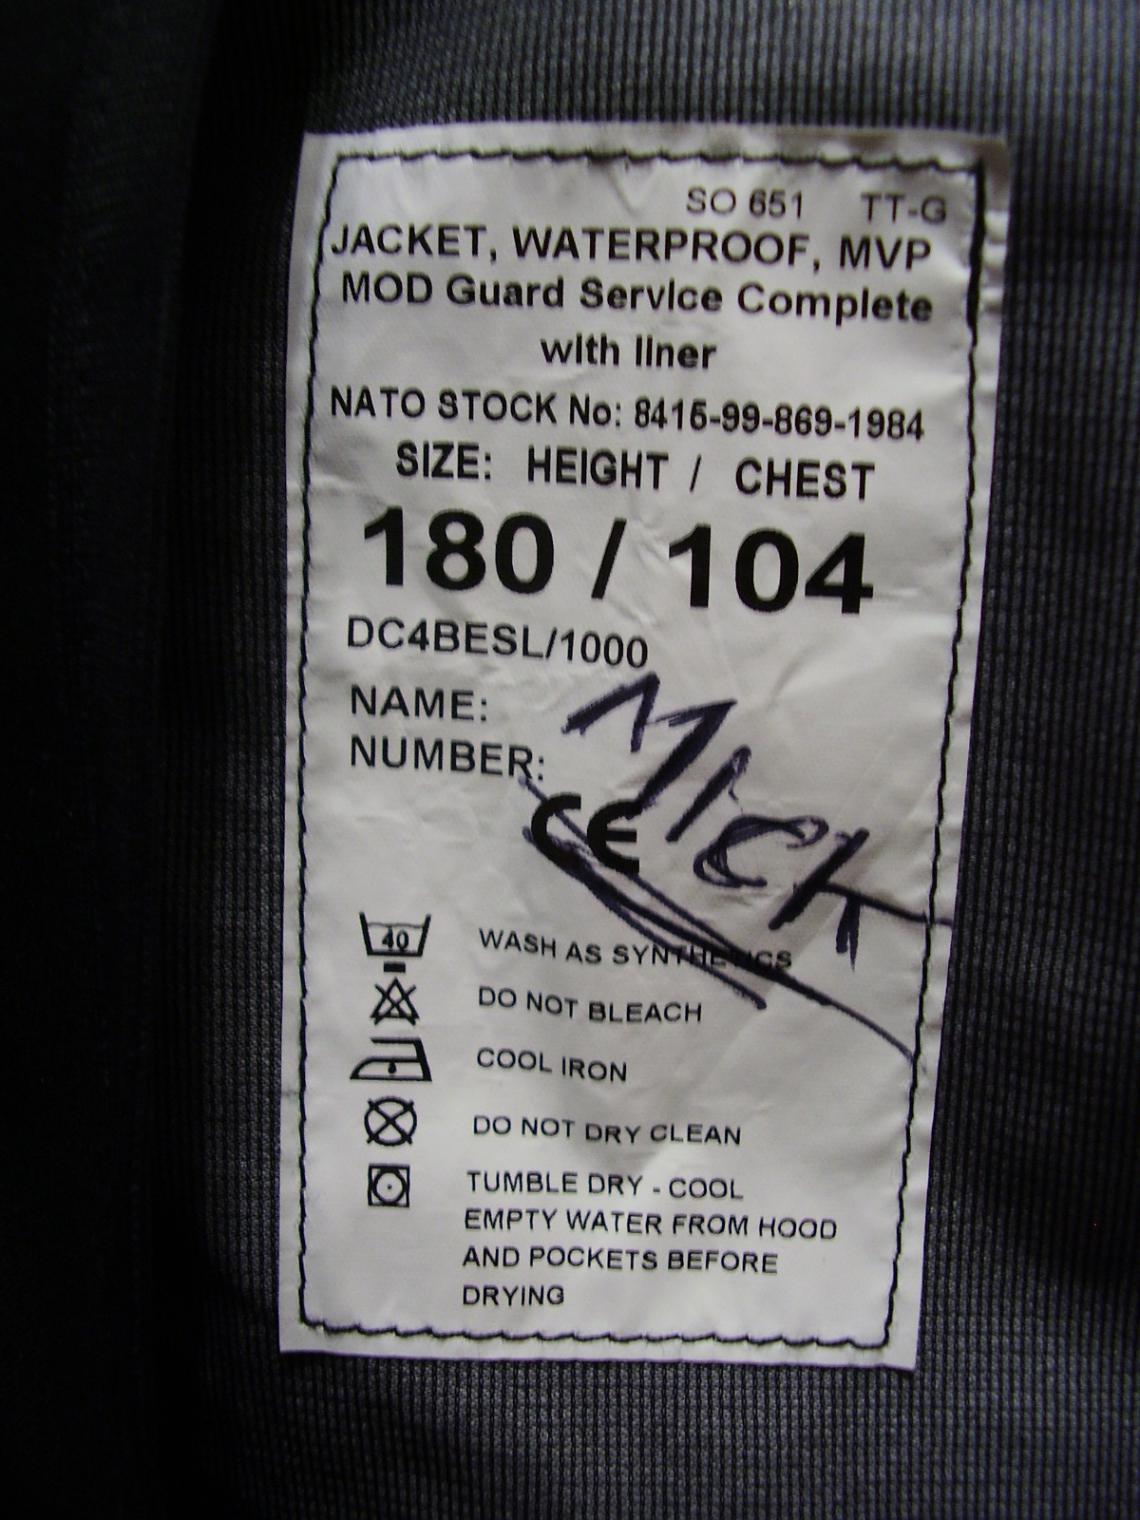 SO 651 TT-G
JACKET, WATERPROOF, MVP
MOD Guard Service Complete
with liner
NATO STOCK No: 8415-99-869-1984
SIZE: HEIGHT / CHEST
180 / 104
DC4BESL/1000
NAME:
Mick
NUMBER:
CE
40
WASH AS SYNTHETICS
DO NOT BLEACH
COOL IRON
DO NOT DRY CLEAN
TUMBLE DRY - COOL
EMPTY WATER FROM HOOD
AND POCKETS BEFORE
DRYING